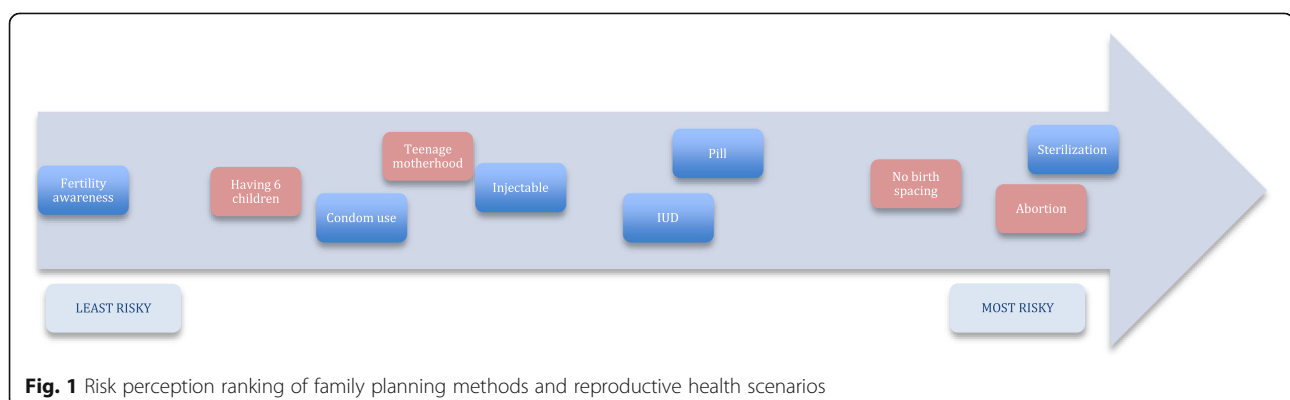 Fertility
awareness
Having 6
children
Condom use
Teenage
motherhood
Injectable
IUD
Pill
No birth
spacing
Abortion
Sterilization
LEAST RISKY
MOST RISKY
Fig. 1 Risk perception ranking of family planning methods and reproductive health scenarios